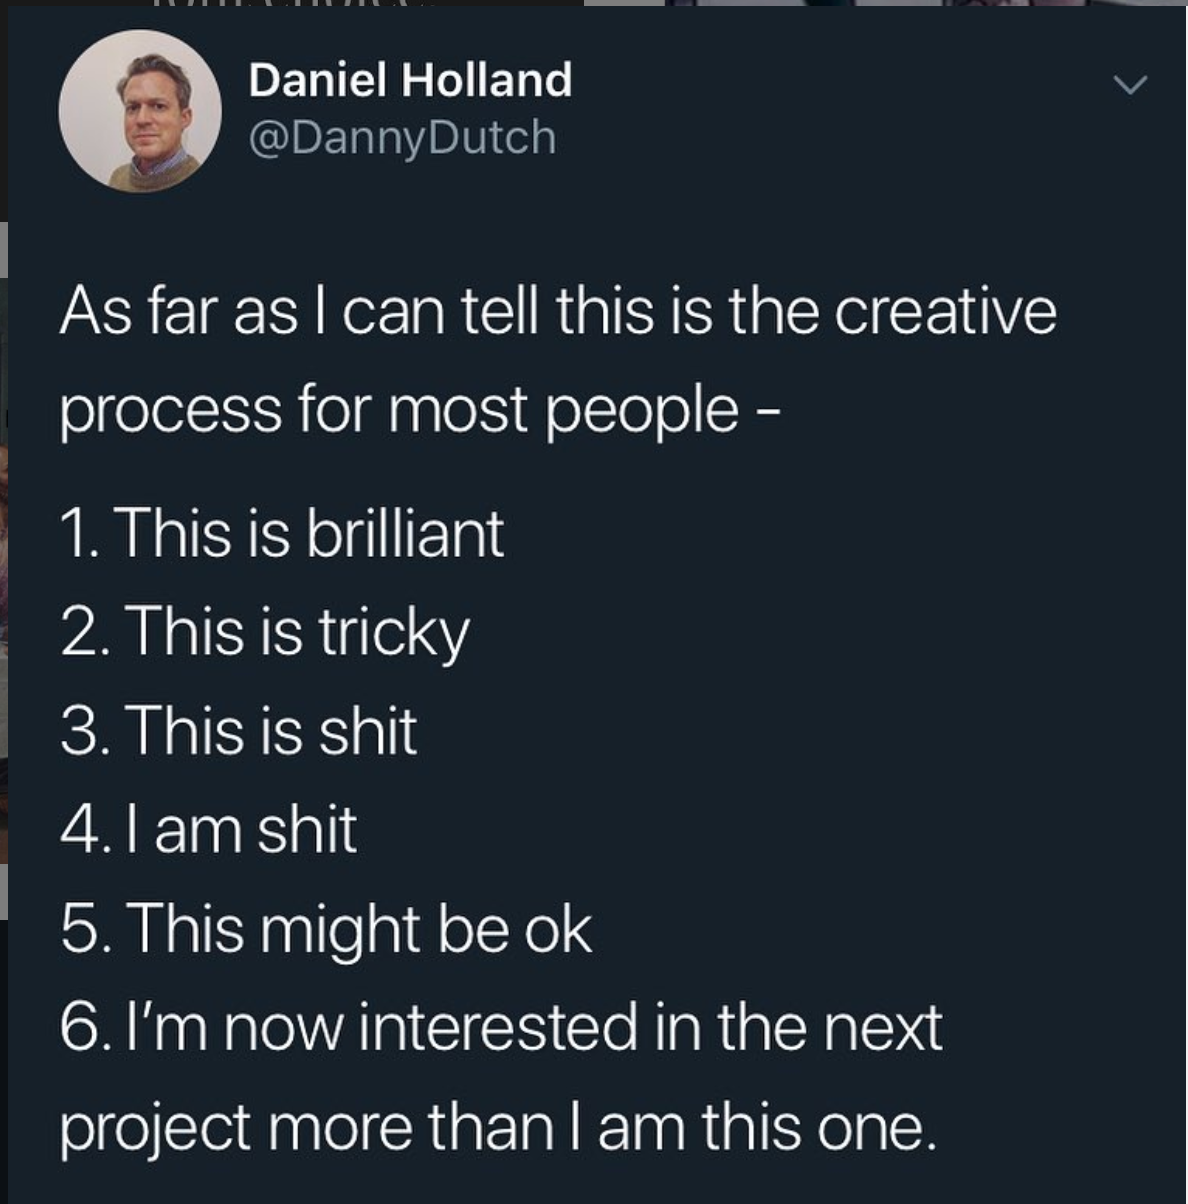 Daniel Holland
@DannyDutch
As far as I can tell this is the creative
process for most people -
1. This is brilliant
2. This is tricky
3. This is shit
4. I am shit
5. This might be ok
6. I’m now interested in the next
project more than I am this one.